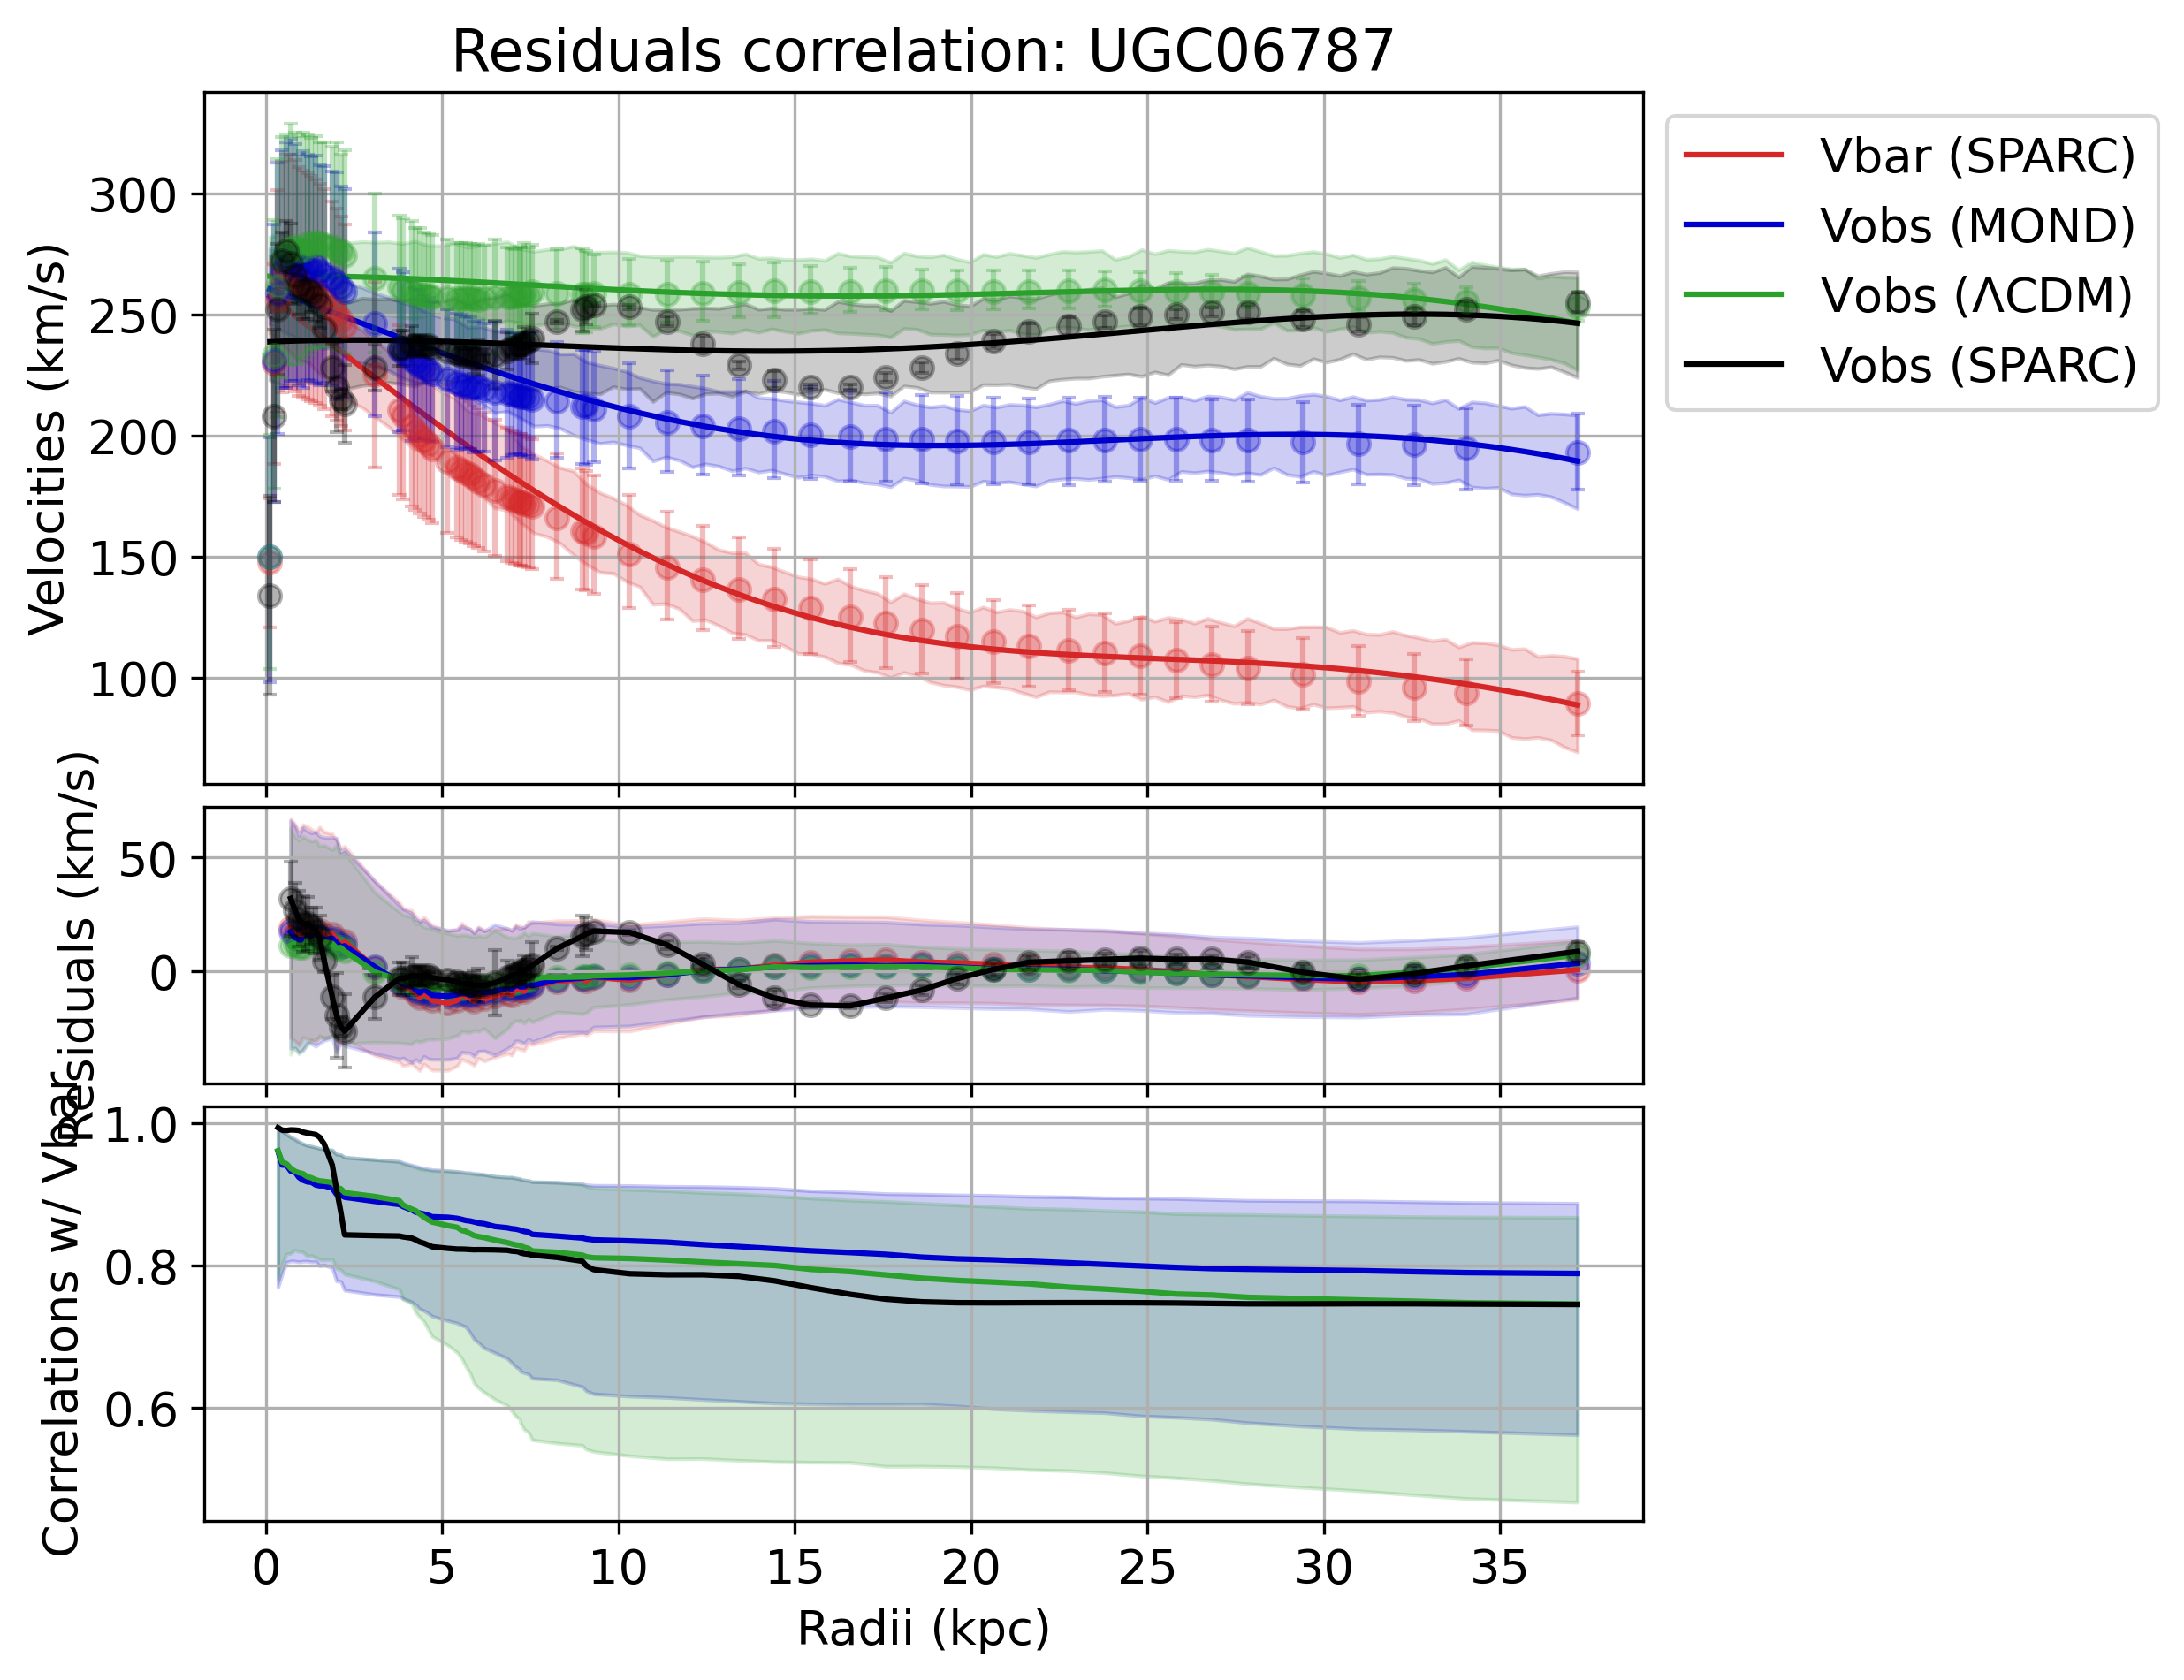 Residuals correlation: UGC06787
Velocities (km/s)
300
250
200
150
100
Vbar (SPARC)
Vobs (MOND)
Vobs (ΛCDM)
Vobs (SPARC)
Residuals (km/s)
50
0
Correlations w/ Vbar
1.0
0.8
0.6
0 5 10 15 20 25 30 35
Radii (kpc)